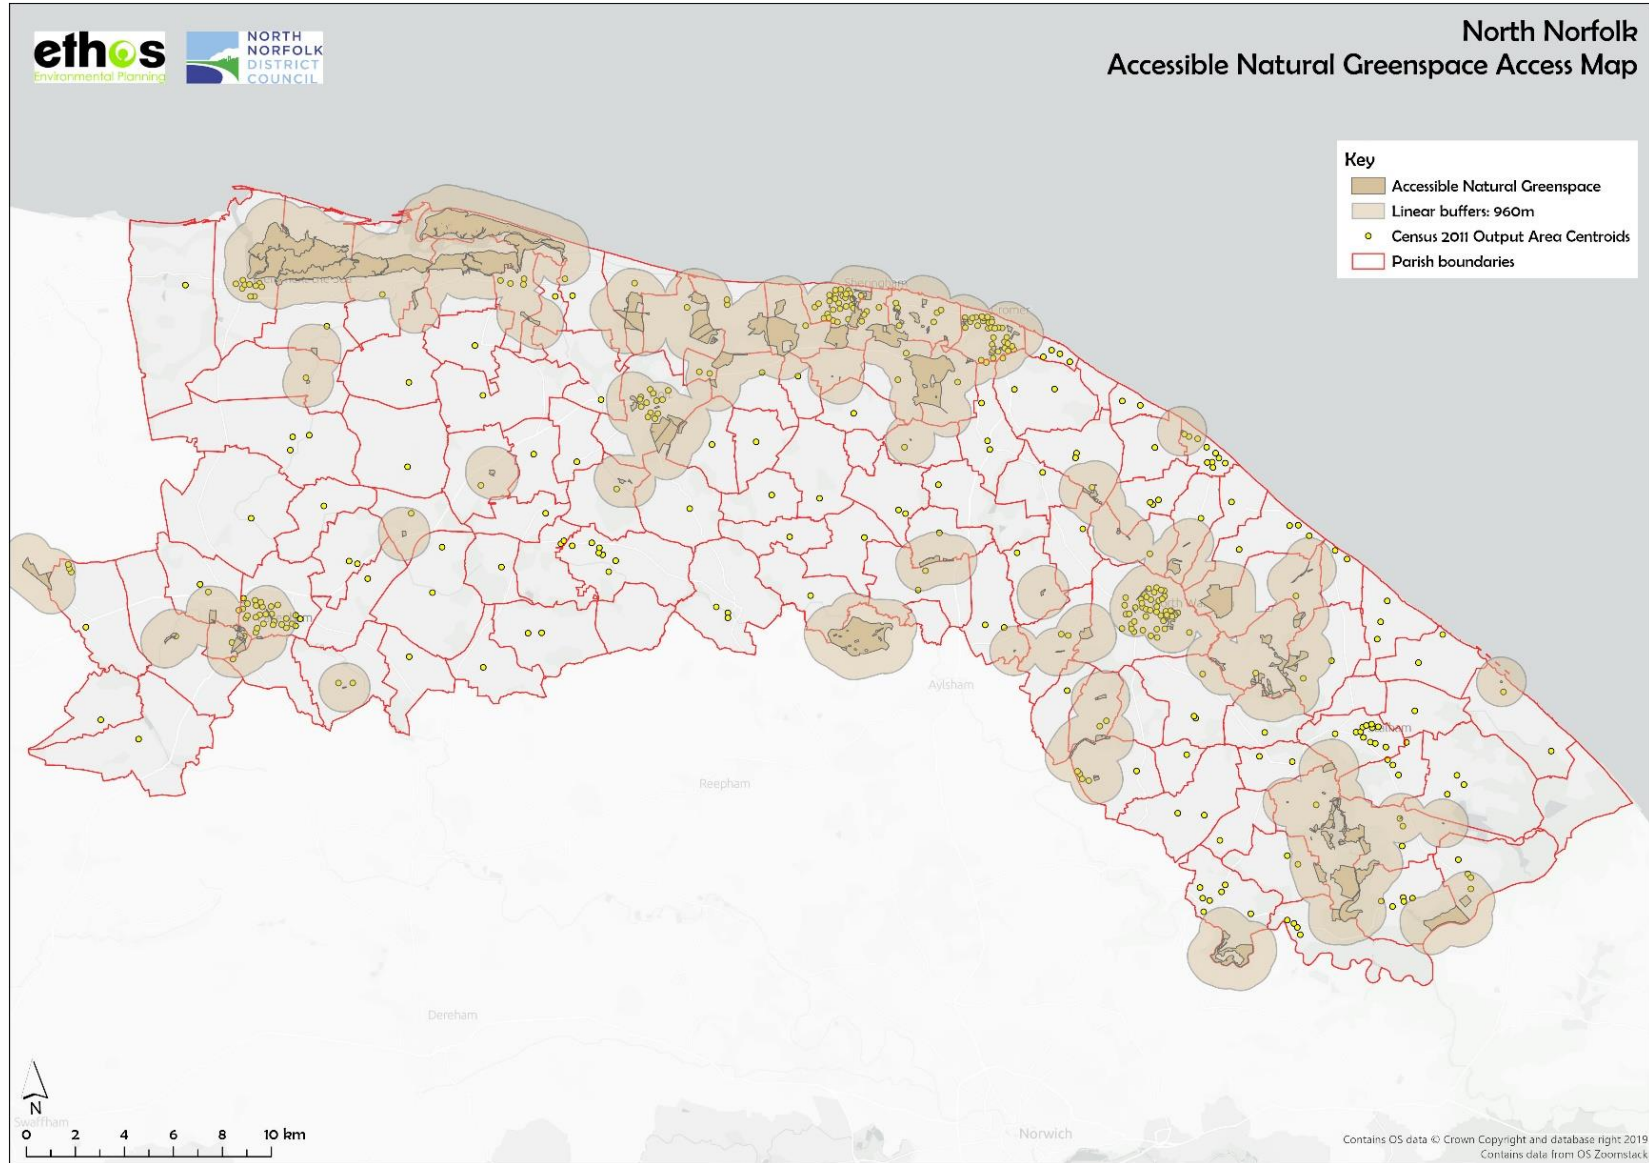 ethos
Environmental Planning
NORTH
NORFOLK
DISTRICT
COUNCIL
North Norfolk
Accessible Natural Greenspace Access Map
Key
Accessible Natural Greenspace
Linear buffers: 960m
Census 2011 Output Area Centroids
Parish boundaries
Sheringham
Aylsham
Reepham
Dereham
Swaffham
Norwich
N
0 2 4 6 8 10 km
Contains OS data © Crown Copyright and database right 2019
Contains data from OS Zoomstack